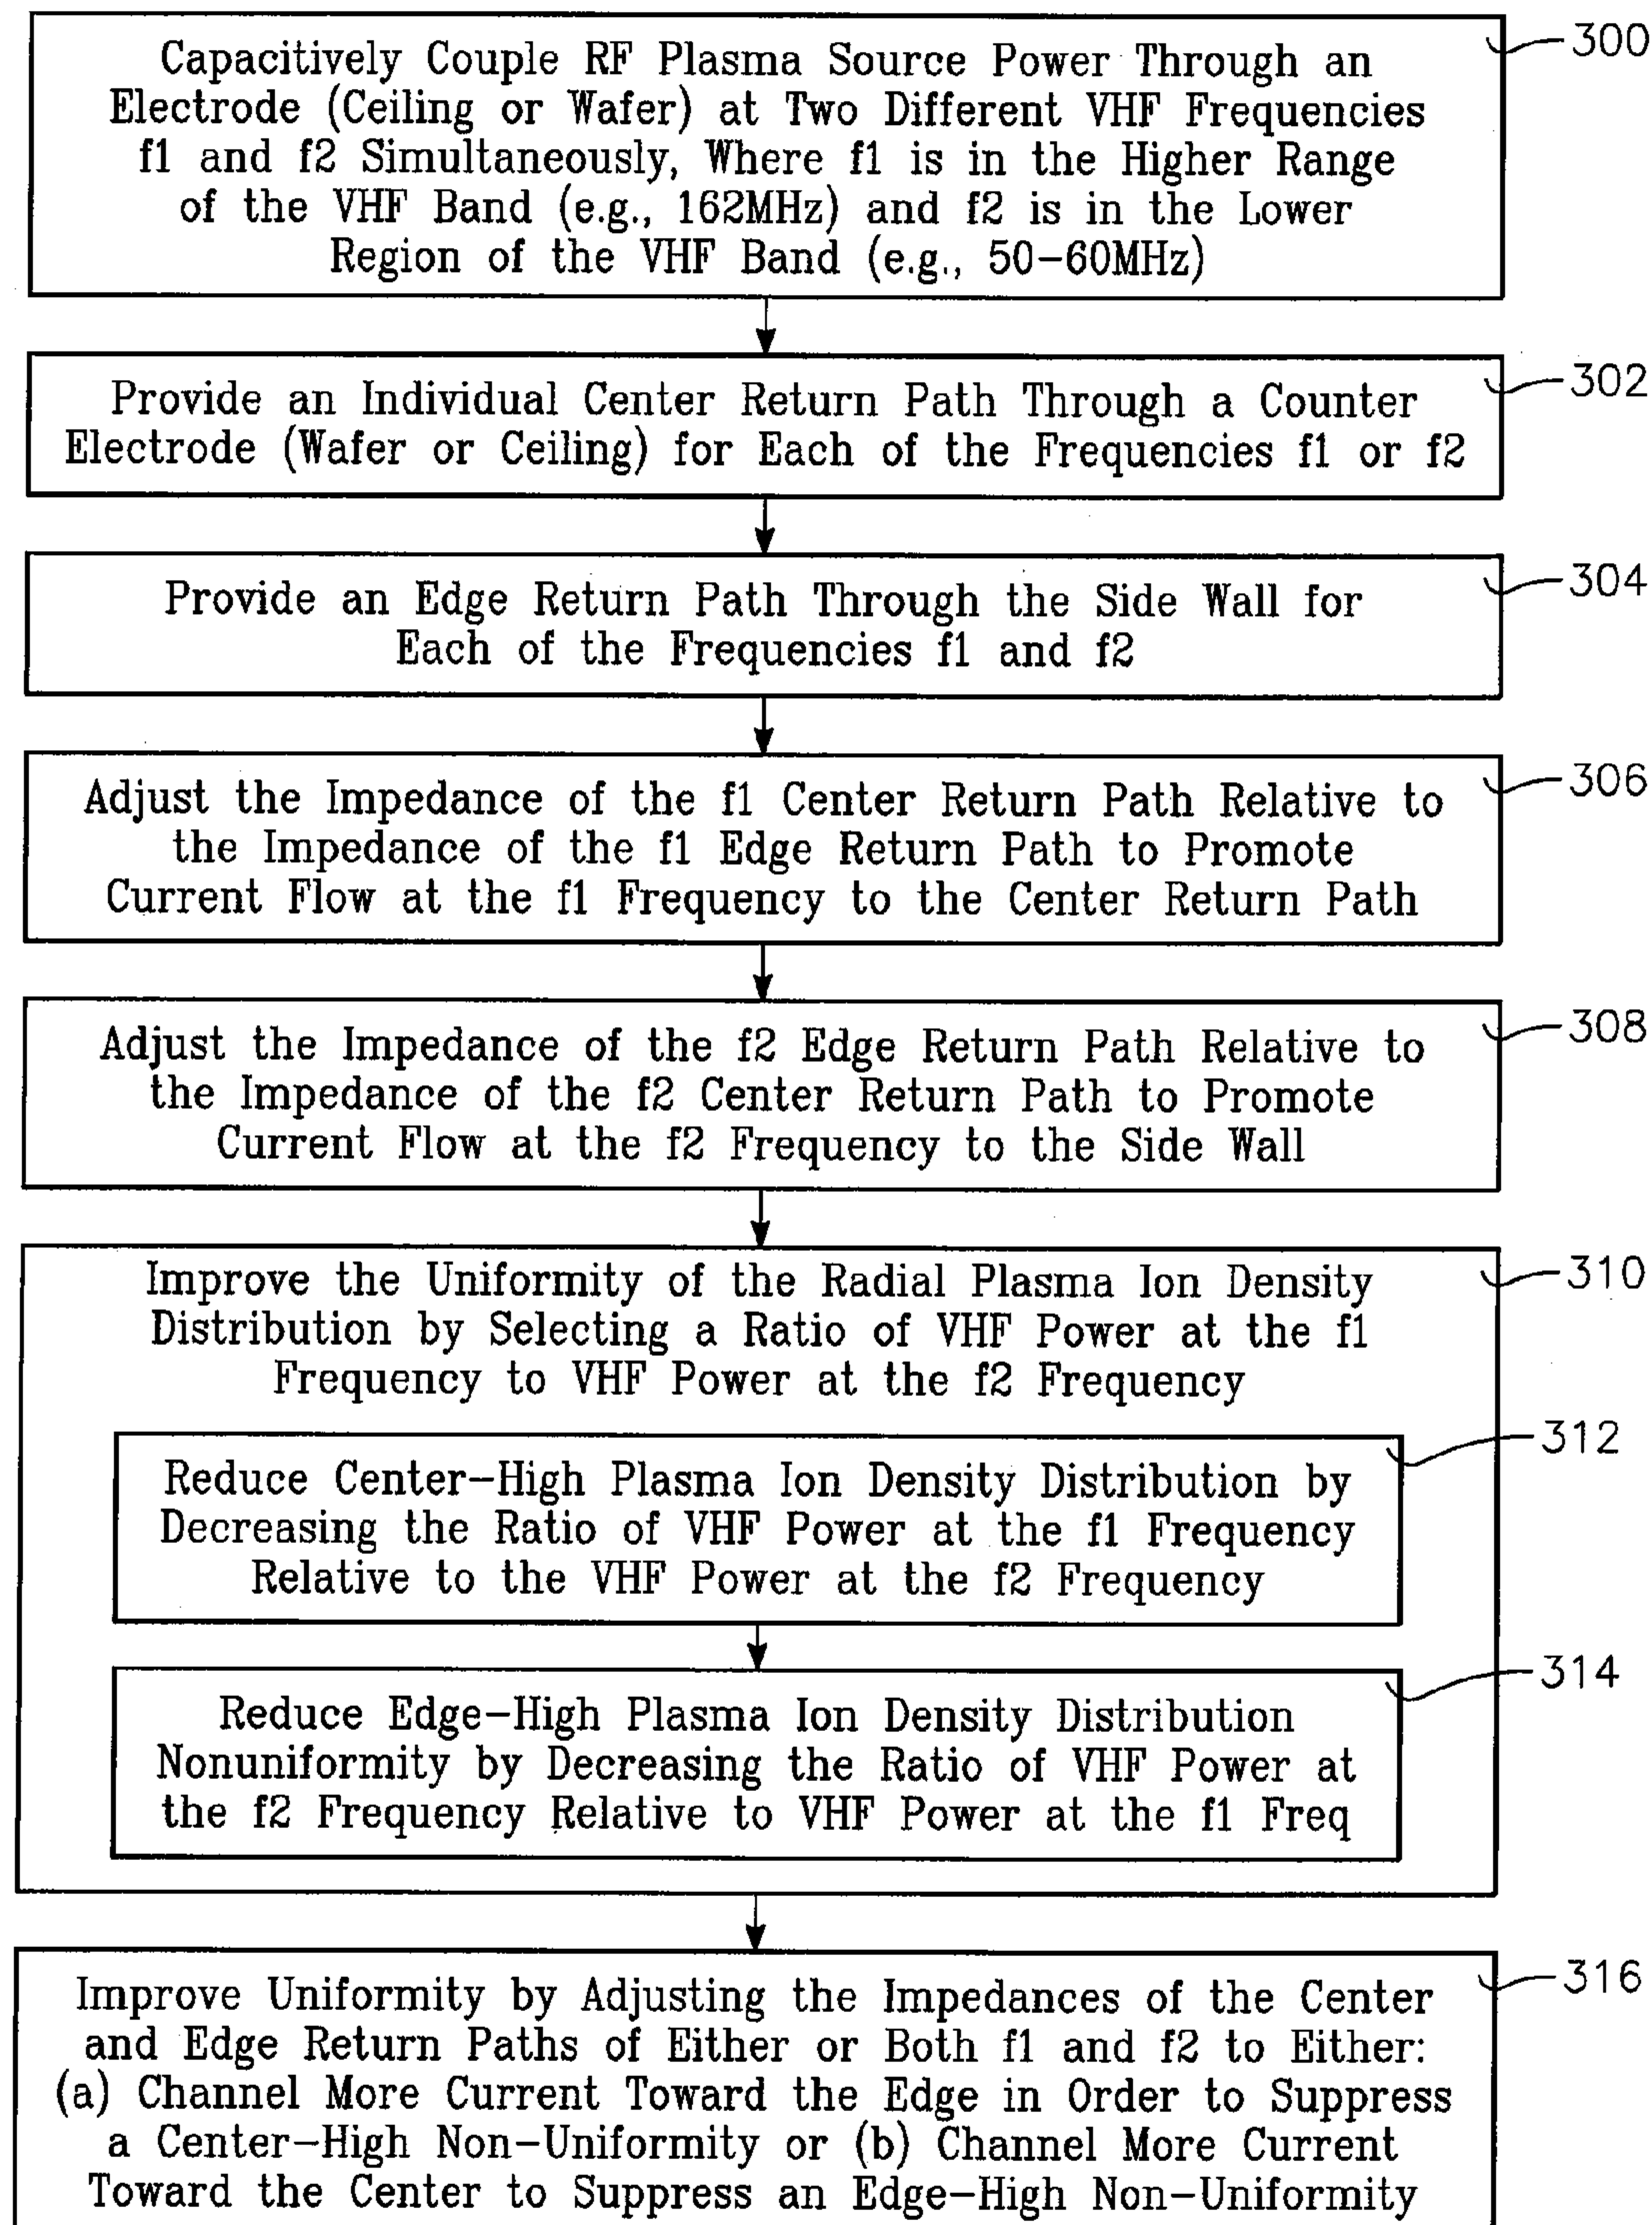 Capacitively Couple RF Plasma Source Power Through an
Electrode (Ceiling or Wafer) at Two Different VHF Frequencies
f1 and f2 Simultaneously, Where f1 is in the Higher Range
of the VHF Band (e.g., 162MHz) and f2 is in the Lower
Region of the VHF Band (e.g., 50-60MHz)
300
Provide an Individual Center Return Path Through a Counter
Electrode (Wafer or Ceiling) for Each of the Frequencies f1 or f2
302
Provide an Edge Return Path Through the Side Wall for
Each of the Frequencies f1 and f2
304
Adjust the Impedance of the f1 Center Return Path Relative to
the Impedance of the f1 Edge Return Path to Promote
Current Flow at the f1 Frequency to the Center Return Path
306
Adjust the Impedance of the f2 Edge Return Path Relative to
the Impedance of the f2 Center Return Path to Promote
Current Flow at the f2 Frequency to the Side Wall
308
Improve the Uniformity of the Radial Plasma Ion Density
Distribution by Selecting a Ratio of VHF Power at the f1
Frequency to VHF Power at the f2 Frequency
310
Reduce Center-High Plasma Ion Density Distribution by
Decreasing the Ratio of VHF Power at the f1 Frequency
Relative to the VHF Power at the f2 Frequency
312
Reduce Edge-High Plasma Ion Density Distribution
Nonuniformity by Decreasing the Ratio of VHF Power at
the f2 Frequency Relative to VHF Power at the f1 Freq
314
Improve Uniformity by Adjusting the Impedances of the Center
and Edge Return Paths of Either or Both f1 and f2 to Either:
(a) Channel More Current Toward the Edge in Order to Suppress
a Center-High Non-Uniformity or (b) Channel More Current
Toward the Center to Suppress an Edge-High Non-Uniformity
316